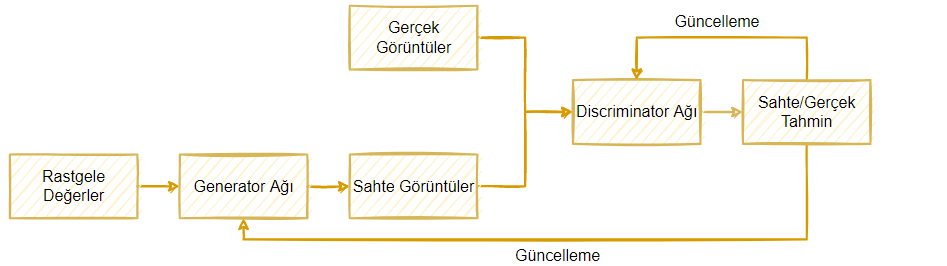 Güncelleme
Gerçek
Görüntüler
Discriminator Ağı
Sahte/Gerçek
Tahmin
Rastgele
Değerler
Generator Ağı
Sahte Görüntüler
Güncelleme